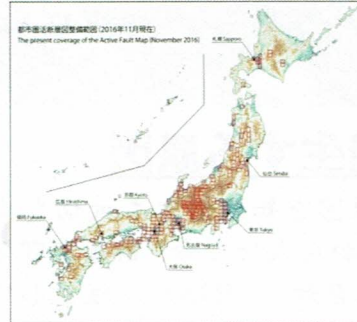 都市圏活断層図整備範囲(2016年11月現在)
The present coverage of the Active Fault Map (November 2016)
札幌 Sapporo
仙台 Sendai
京都 Kyoto
広島 Hiroshima
福岡 Fukuoka
東京 Tokyo
名古屋 Nagoya
大阪 Osaka